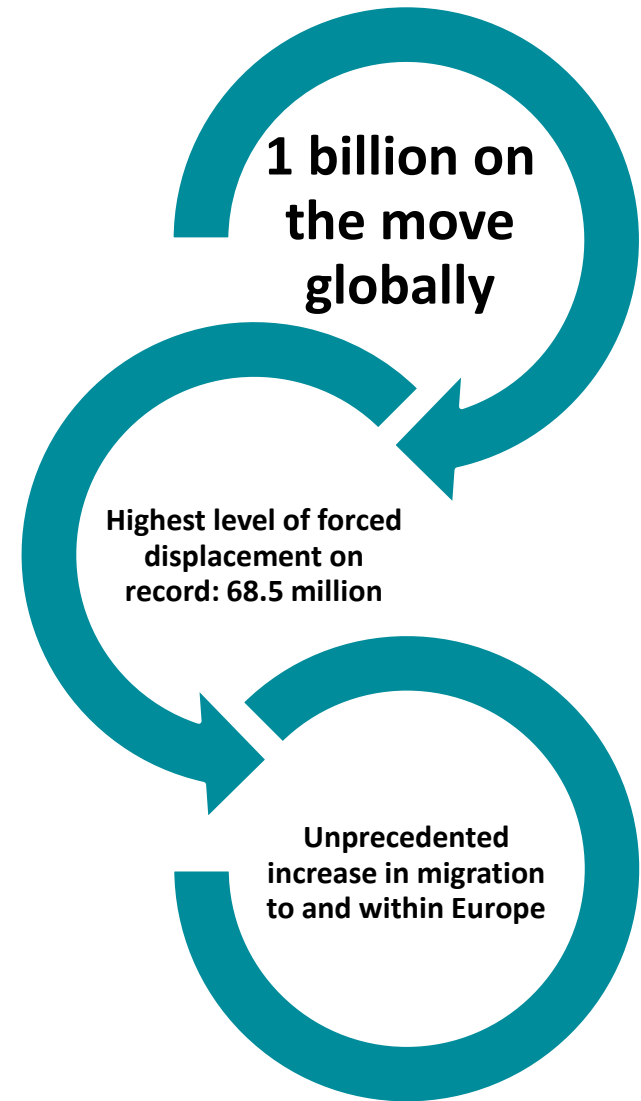 1 billion on
the move
globally
Highest level of forced
displacement on
record: 68.5 million
Unprecedented
increase in migration
to and within Europe